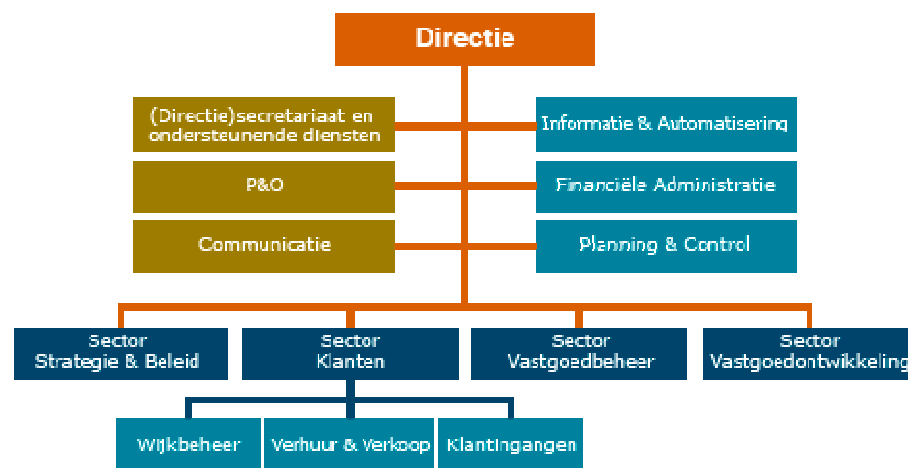 Directie
(Directie)secretariaat en
ondersteunende diensten
Informatie & Automatisering
P&O
Financiële Administratie
Communicatie
Planning & Control
Sector
Strategie & Beleid
Sector
Klanten
Sector
Vastgoedbeheer
Sector
Vastgoedontwikkeling
Wijkbeheer
Verhuur & Verkoop
Klantingangen